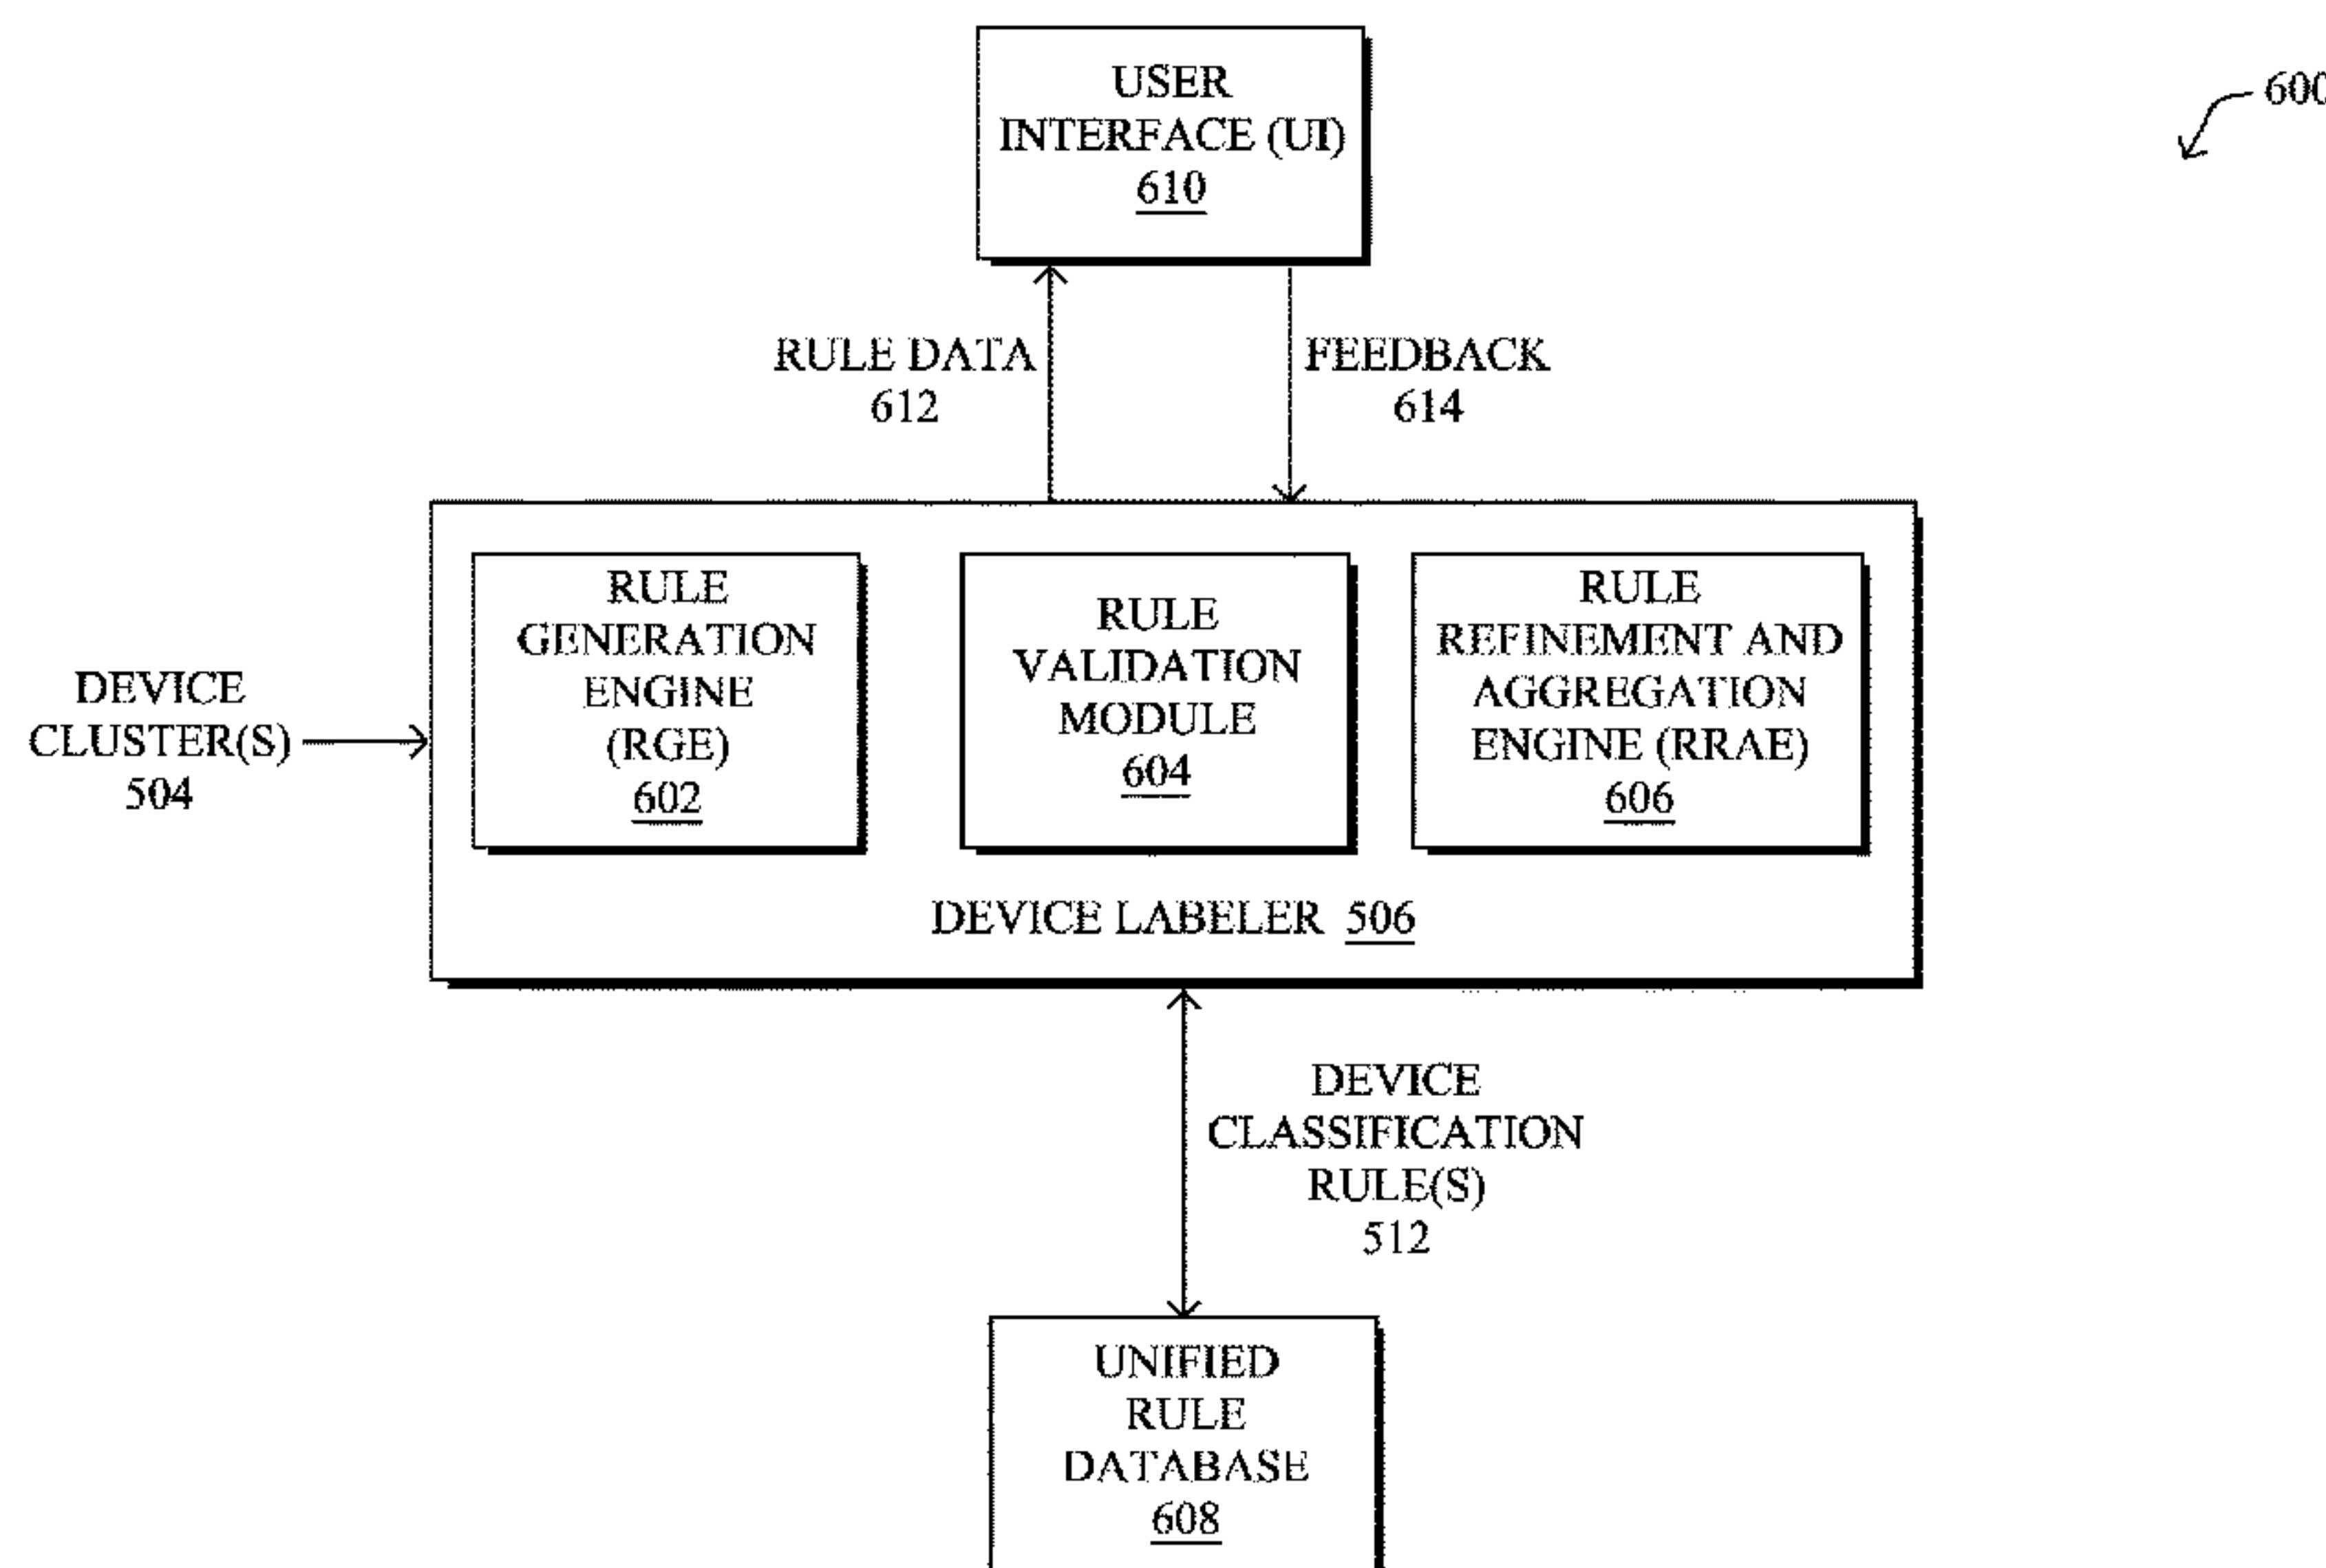 USER
INTERFACE (UI)
610
600
RULE DATA
612
FEEDBACK
614
DEVICE
CLUSTER(S)
504
RULE
GENERATION
ENGINE
(RGE)
602
RULE
VALIDATION
MODULE
604
RULE
REFINEMENT AND
AGGREGATION
ENGINE (RRAE)
606
DEVICE LABELER 506
DEVICE
CLASSIFICATION
RULE(S)
512
UNIFIED
RULE
DATABASE
608